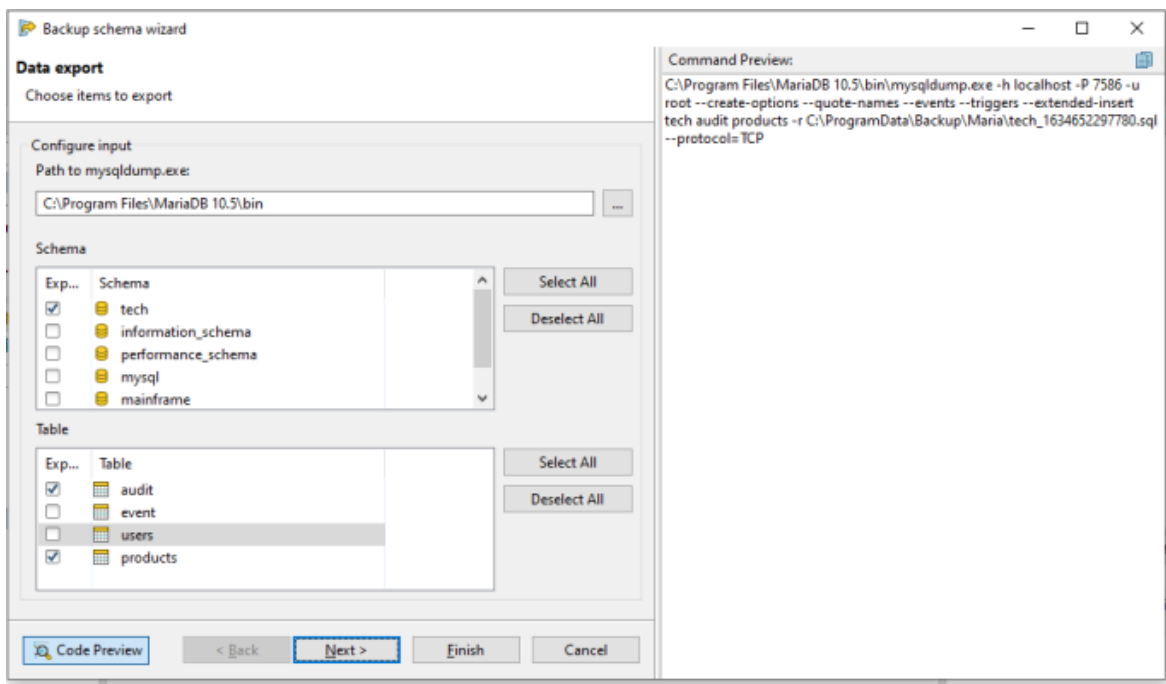 Backup schema wizard
Data export
Choose items to export
Configure input
Path to mysqldump.exe:
C:\Program Files\MariaDB 10.5\bin
...
Schema
Exp... Schema
tech
information_schema
performance_schema
mysql
mainframe
Select All
Deselect All
Table
Exp... Table
audit
event
users
products
Select All
Deselect All
Code Preview
< Back
Next >
Finish
Cancel
Command Preview:
C:\Program Files\MariaDB 10.5\bin\mysqldump.exe -h localhost -P 7586 -u
root --create-options --quote-names --events --triggers --extended-insert
tech audit products -r C:\ProgramData\Backup\Maria\tech_1634652297780.sql
--protocol=TCP